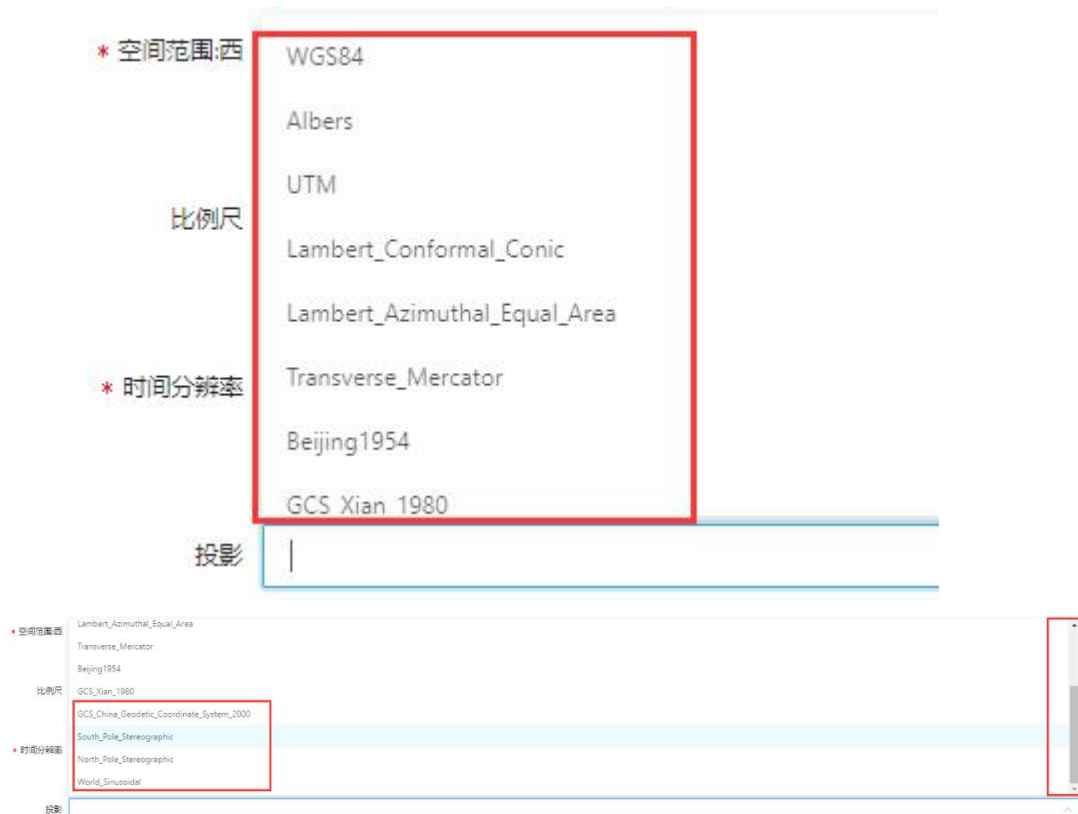 * 空间范围:西
WGS84
Albers
UTM
比例尺
Lambert_Conformal_Conic
Lambert_Azimuthal_Equal_Area
* 时间分辨率
Transverse_Mercator
Beijing1954
GCS_Xian_1980
投影
* 空间范围:西
Lambert_Azimuthal_Equal_Area
Transverse_Mercator
Beijing1954
比例尺
GCS_Xian_1980
GCS_China_Geodetic_Coordinate_System_2000
South_Pole_Stereographic
* 时间分辨率
North_Pole_Stereographic
World_Sinusoidal
投影